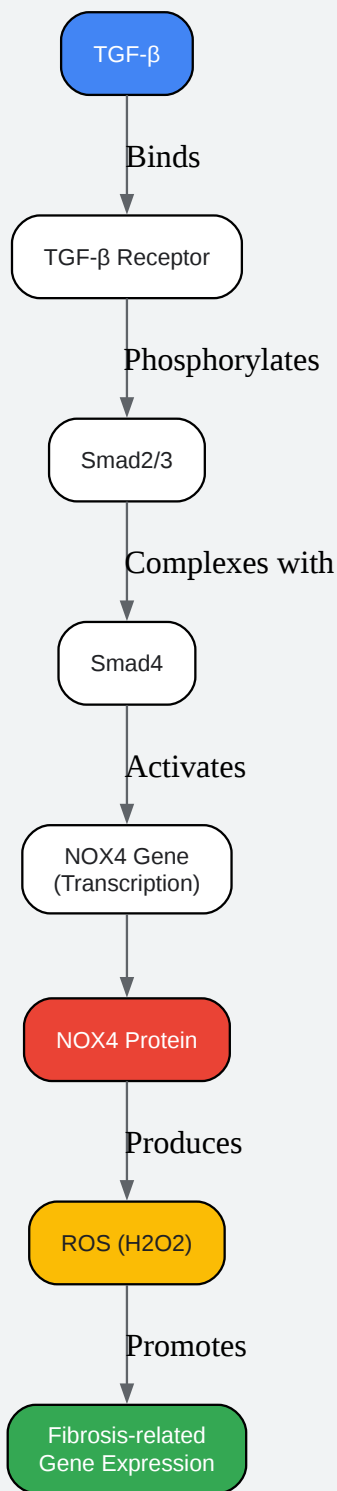 TGF-β
Binds
TGF-β Receptor
Phosphorylates
Smad2/3
Complexes with
Smad4
Activates
NOX4 Gene
(Transcription)
NOX4 Protein
Produces
ROS (H2O2)
Promotes
Fibrosis-related
Gene Expression